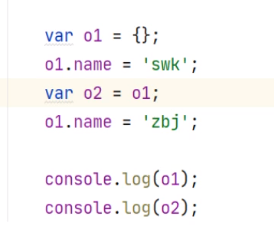 var o1 = {};
o1.name = 'swk';
var o2 = o1;
o1.name = 'zbj';
console.log(o1);
console.log(o2);